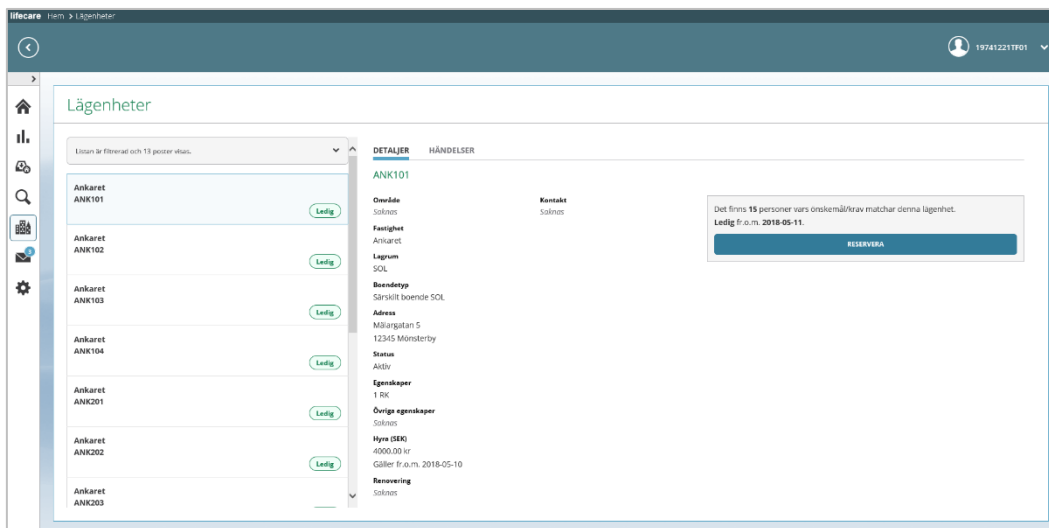 lifecare Hem > Lägenheter
19741221TF01
Lägenheter
Listan är filtrerad och 13 poster visas.
Ankaret
ANK101
Ledig
Ankaret
ANK102
Ledig
Ankaret
ANK103
Ledig
Ankaret
ANK104
Ledig
Ankaret
ANK201
Ledig
Ankaret
ANK202
Ledig
Ankaret
ANK203
3
DETALJER HÄNDELSER
ANK101
Område
Saknas
Kontakt
Saknas
Fastighet
Ankaret
Lagrum
SOL
Boendetyp
Särskilt boende SOL
Adress
Målargatan 5
12345 Mönsterby
Status
Aktiv
Egenskaper
1 RK
Övriga egenskaper
Saknas
Hyra (SEK)
4000.00 kr
Gäller fr.o.m. 2018-05-10
Renovering
Saknas
Det finns 15 personer vars önskemål/krav matchar denna lägenhet.
Ledig fr.o.m. 2018-05-11.
RESERVERA